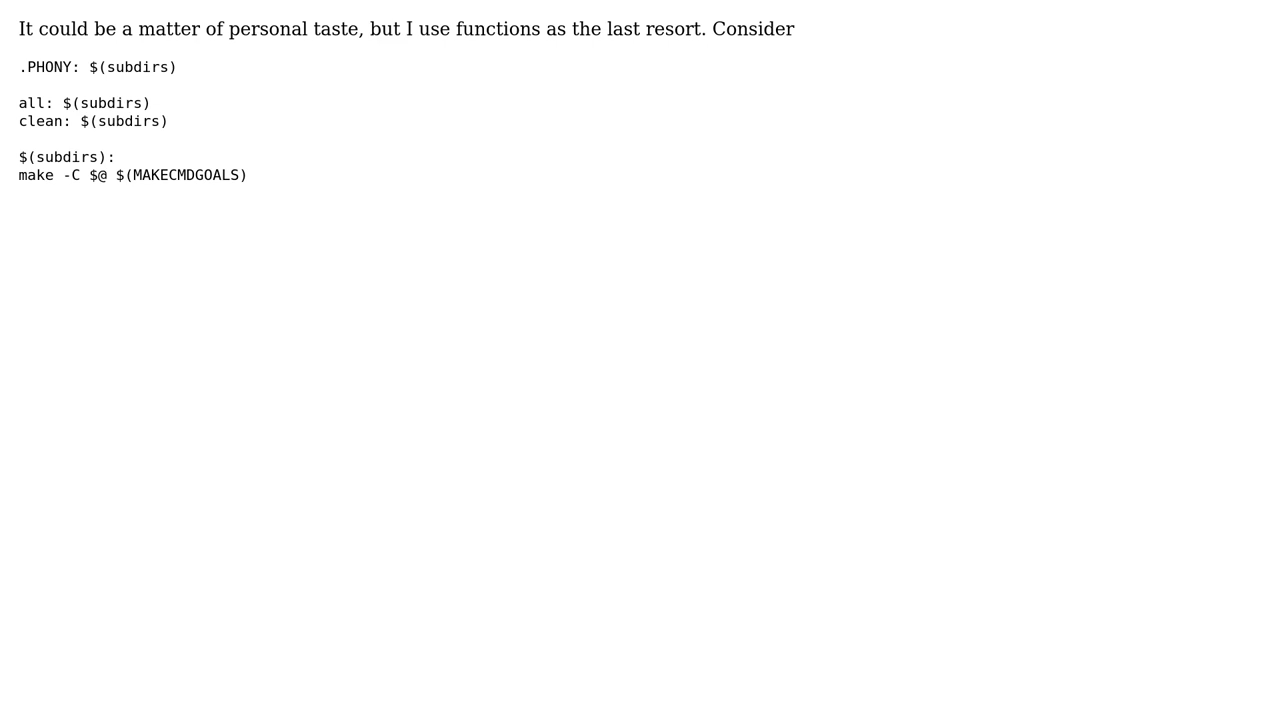 It could be a matter of personal taste, but I use functions as the last resort. Consider
.PHONY: $(subdirs)
all: $(subdirs)
clean: $(subdirs)
$(subdirs):
make -C $@ $(MAKECMDGOALS)